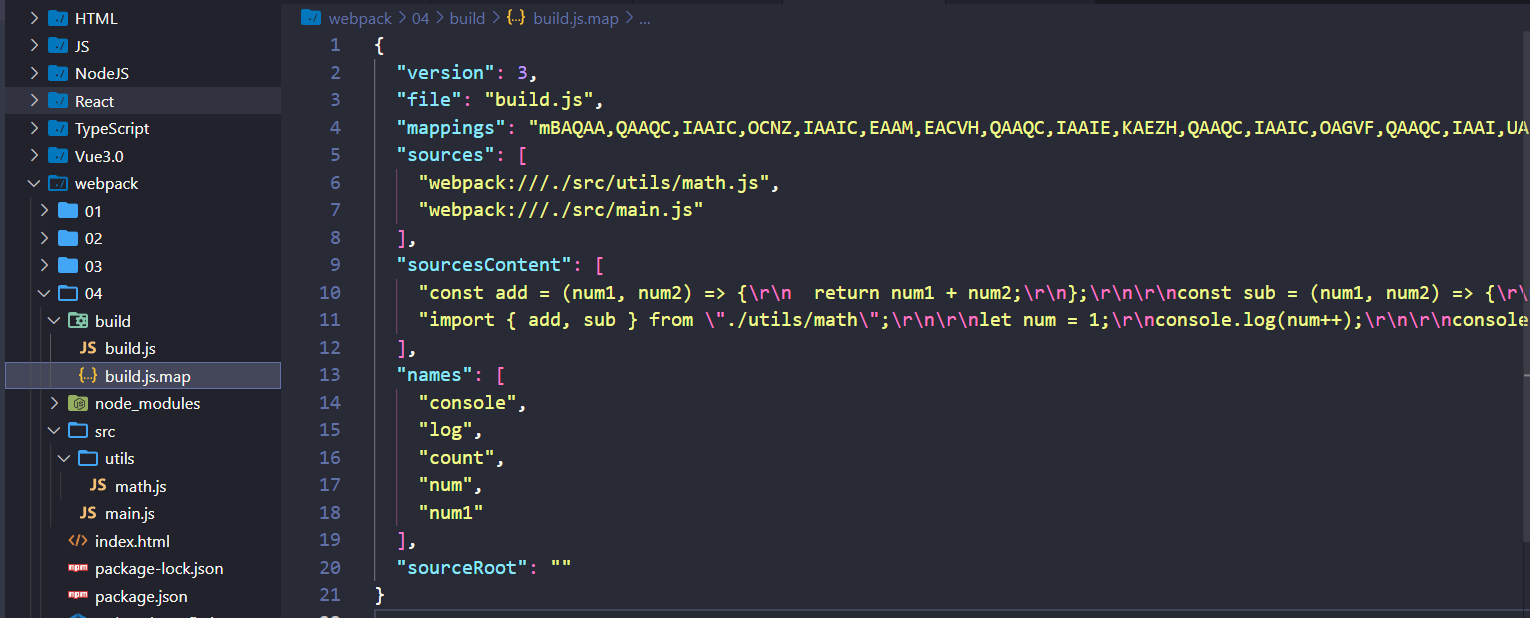 HTML
JS
NodeJS
React
TypeScript
Vue3.0
webpack
01
02
03
04
build
JS build.js
{..} build.js.map
node_modules
src
utils
JS math.js
JS main.js
</> index.html
npm package-lock.json
npm package.json
webpack > 04 > build > {..} build.js.map > ...
1 {
2 "version": 3,
3 "file": "build.js",
4 "mappings": "mBAQAA,QAAQC,IAAIC,OCNZ,IAAIC,EAAM,EACVH,QAAQC,IAAIE,KAEZH,QAAQC,IAAIC,OAGVF,QAAQC,IAAI,UA
5 "sources": [
6 "webpack:///./src/utils/math.js",
7 "webpack:///./src/main.js"
8 ],
9 "sourcesContent": [
10 "const add = (num1, num2) => {\r\n  return num1 + num2;\r\n};\r\n\r\nconst sub = (num1, num2) => {\r\
11 "import { add, sub } from \"./utils/math\";\r\n\r\nlet num = 1;\r\nconsole.log(num++);\r\n\r\nconsole
12 ],
13 "names": [
14 "console",
15 "log",
16 "count",
17 "num",
18 "num1"
19 ],
20 "sourceRoot": ""
21 }